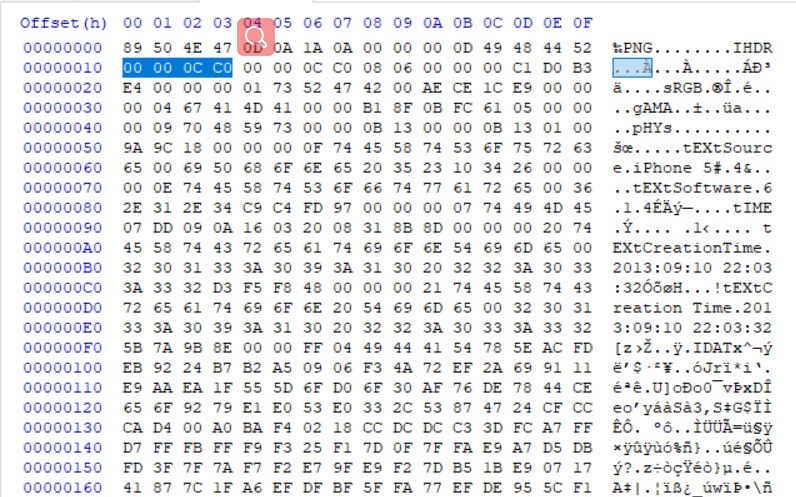 Offset(h) 00 01 02 03 04 05 06 07 08 09 0A 0B 0C 0D 0E 0F
00000000 89 50 4E 47 0D 0A 1A 0A 00 00 00 0D 49 48 44 52 ‰PNG........IHDR
00000010 00 00 0C C0 00 00 0C C0 08 06 00 00 00 C1 D0 B3 ...À...À.....ÁÐ³
00000020 E4 00 00 00 01 73 52 47 42 00 AE CE 1C E9 00 00 ä....sRGB.®Î.é..
00000030 00 04 67 41 4D 41 00 00 B1 8F 0B FC 61 05 00 00 ..gAMA..±..üa...
00000040 00 09 70 48 59 73 00 00 0B 13 00 00 0B 13 01 00 ..pHYs..........
00000050 9A 9C 18 00 00 00 0F 74 45 58 74 53 6F 75 72 63 šœ.....tEXtSourc
00000060 65 00 69 50 68 6F 6E 65 20 35 23 10 34 26 00 00 e.iPhone 5#.4&..
00000070 00 0E 74 45 58 74 53 6F 66 74 77 61 72 65 00 36 ..tEXtSoftware.6
00000080 2E 31 2E 34 C9 C4 FD 97 00 00 00 07 74 49 4D 45 .1.4ÉÄý—....tIME
00000090 07 DD 09 0A 16 03 20 08 31 8B 8D 00 00 00 20 74 .Ý.... .1‹.... t
000000A0 45 58 74 43 72 65 61 74 69 6F 6E 54 69 6D 65 00 EXtCreationTime.
000000B0 32 30 31 33 3A 30 39 3A 31 30 20 32 32 3A 30 33 2013:09:10 22:03
000000C0 3A 33 32 D3 F5 F8 48 00 00 00 21 74 45 58 74 43 :32ÓõøH...!tEXtC
000000D0 72 65 61 74 69 6F 6E 20 54 69 6D 65 00 32 30 31 reation Time.201
000000E0 33 3A 30 39 3A 31 30 20 32 32 3A 30 33 3A 33 32 3:09:10 22:03:32
000000F0 5B 7A 9B 8E 00 00 FF 04 49 44 41 54 78 5E AC FD [z›Ž..ÿ.IDATx^¬ý
00000100 EB 92 24 B7 B2 A5 09 06 F3 4A 72 EF 2A 69 91 11 ë’$·²¥..óJrï*i‘.
00000110 E9 AA EA 1F 55 5D 6F D0 6F 30 AF 76 DE 78 44 CE éªê.U]oÐo0¯vÞxDÎ
00000120 65 6F 92 79 E1 E0 53 E0 33 2C 53 87 47 24 CF CC eo’yáàSà3,S‡G$ÏÌ
00000130 CA D4 00 A0 BA F4 02 18 CC DC DC C3 3D FC A7 FF ÊÔ. ºô..ÌÜÜÃ=ü§ÿ
00000140 D7 FF FB FF F9 F3 25 F1 7D 0F 7F FA E9 A7 D5 DB ×ÿûÿùó%ñ}..úé§ÕÛ
00000150 FD 3F 7F 7A F7 F2 E7 9F E9 F2 7D B5 1B E9 07 17 ý?.z÷òçŸéò}µ.é..
00000160 41 87 7C 1F A6 EF DF BF 5F FA 77 EF DE 95 5C F1 A‡|.¦ïß¿_úwïÞ•\ñ